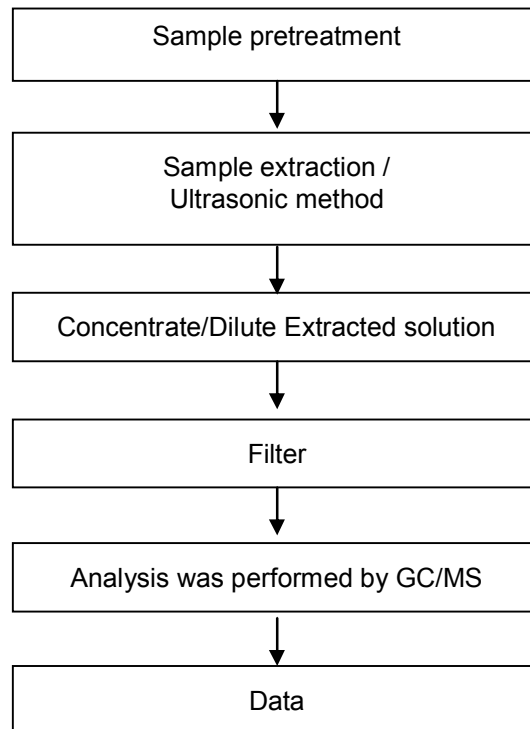 Sample pretreatment
Sample extraction /
Ultrasonic method
Concentrate/Dilute Extracted solution
Filter
Analysis was performed by GC/MS
Data